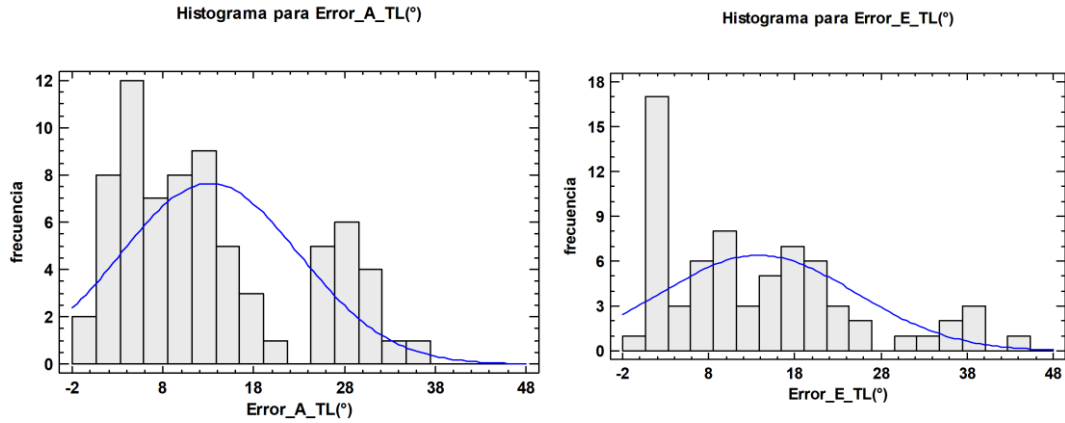 Histograma para Error_A_TL(°)
frecuencia
12
10
8
6
4
2
0
-2 8 18 28 38 48
Error_A_TL(°)
Histograma para Error_E_TL(°)
frecuencia
18
15
12
9
6
3
0
-2 8 18 28 38 48
Error_E_TL(°)